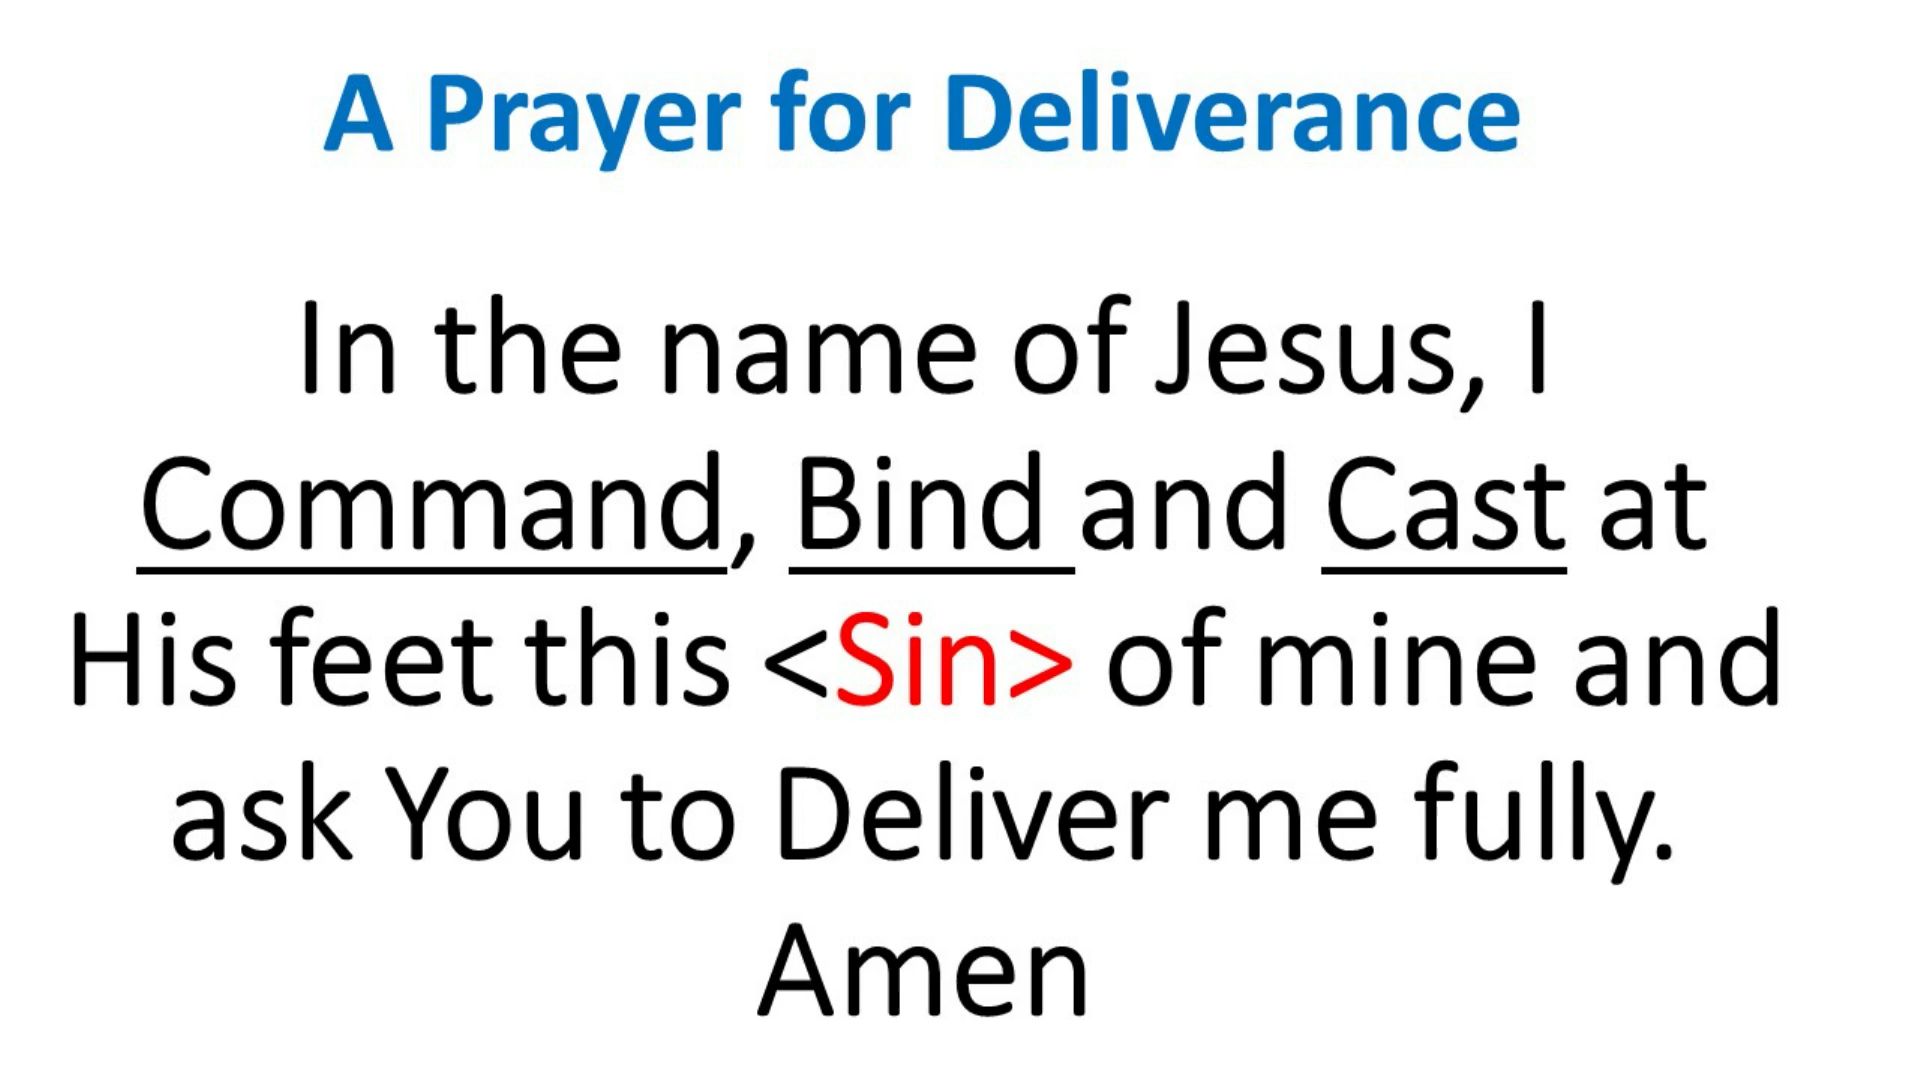 A Prayer for Deliverance
In the name of Jesus, I
Command, Bind and Cast at
His feet this <Sin> of mine and
ask You to Deliver me fully.
Amen